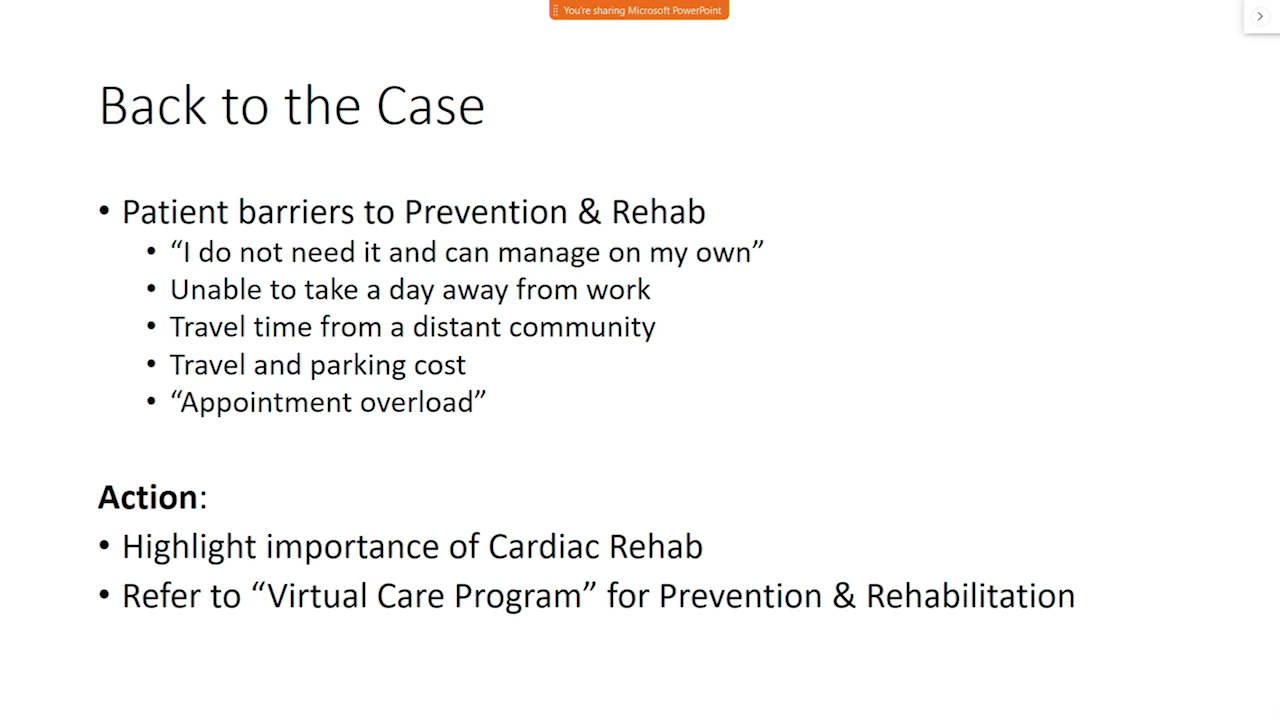 You're sharing Microsoft PowerPoint
Back to the Case
• Patient barriers to Prevention & Rehab
• “I do not need it and can manage on my own”
• Unable to take a day away from work
• Travel time from a distant community
• Travel and parking cost
• “Appointment overload”
Action:
• Highlight importance of Cardiac Rehab
• Refer to “Virtual Care Program” for Prevention & Rehabilitation